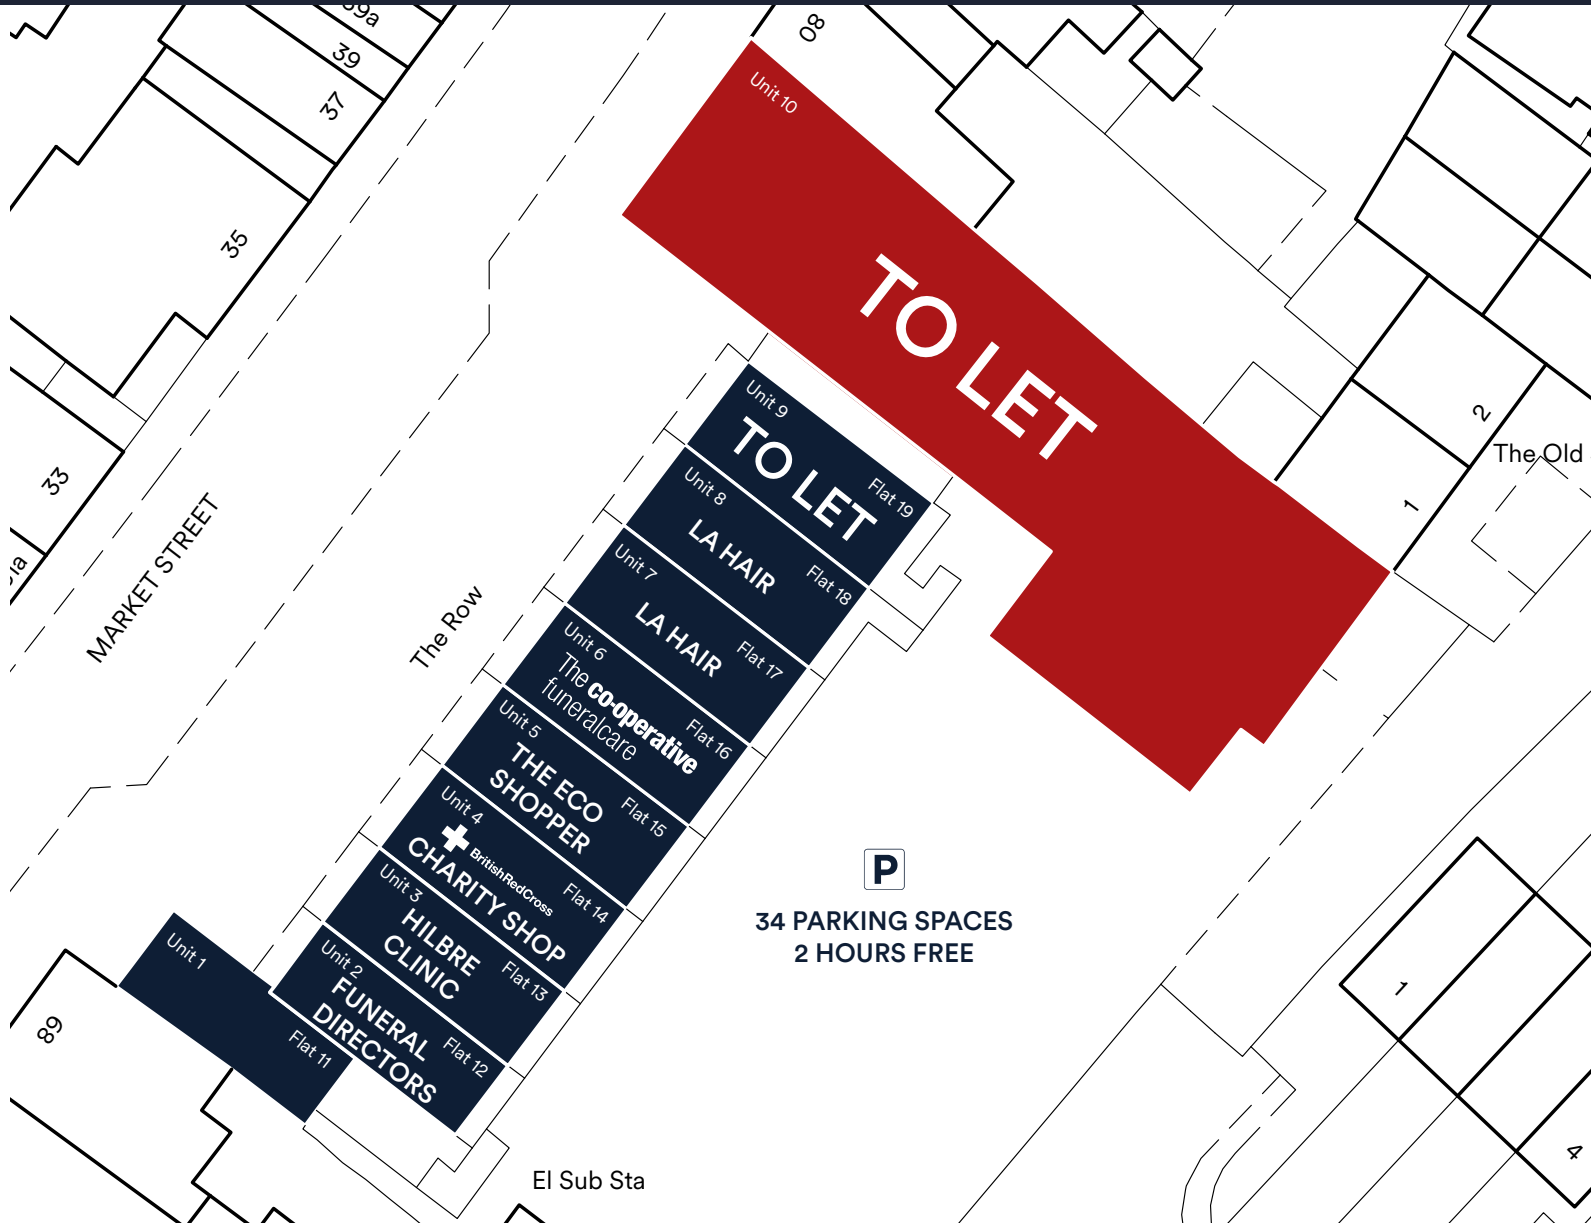 39a
39
37
35
33
MARKET STREET
The Row
80
Unit 10
TO LET
Unit 9
TO LET
Flat 19
Unit 8
LA HAIR
Flat 18
Unit 7
LA HAIR
Flat 17
Unit 6
The co-operative
funeralcare
Flat 16
Unit 5
THE ECO
SHOPPER
Flat 15
Unit 4
BritishRedCross
CHARITY SHOP
Flat 14
Unit 3
HILBRE
CLINIC
Flat 13
Unit 2
FUNERAL
DIRECTORS
Flat 12
Unit 1
Flat 11
P
34 PARKING SPACES
2 HOURS FREE
2
1
The Old
1
4
El Sub Sta